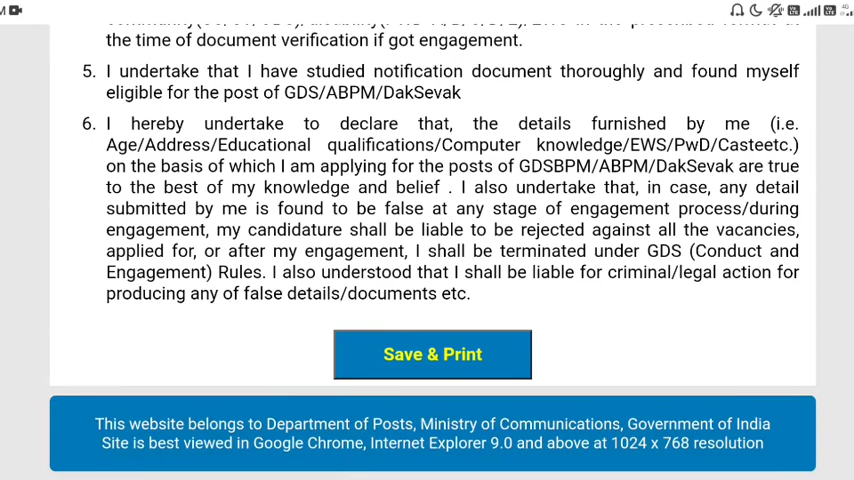 at the time of document verification if got engagement.
5. I undertake that I have studied notification document thoroughly and found myself
eligible for the post of GDS/ABPM/DakSevak
6. I hereby undertake to declare that, the details furnished by me (i.e.
Age/Address/Educational qualifications/Computer knowledge/EWS/PwD/Casteetc.)
on the basis of which I am applying for the posts of GDSBPM/ABPM/DakSevak are true
to the best of my knowledge and belief . I also undertake that, in case, any detail
submitted by me is found to be false at any stage of engagement process/during
engagement, my candidature shall be liable to be rejected against all the vacancies,
applied for, or after my engagement, I shall be terminated under GDS (Conduct and
Engagement) Rules. I also understood that I shall be liable for criminal/legal action for
producing any of false details/documents etc.
Save & Print
This website belongs to Department of Posts, Ministry of Communications, Government of India
Site is best viewed in Google Chrome, Internet Explorer 9.0 and above at 1024 x 768 resolution